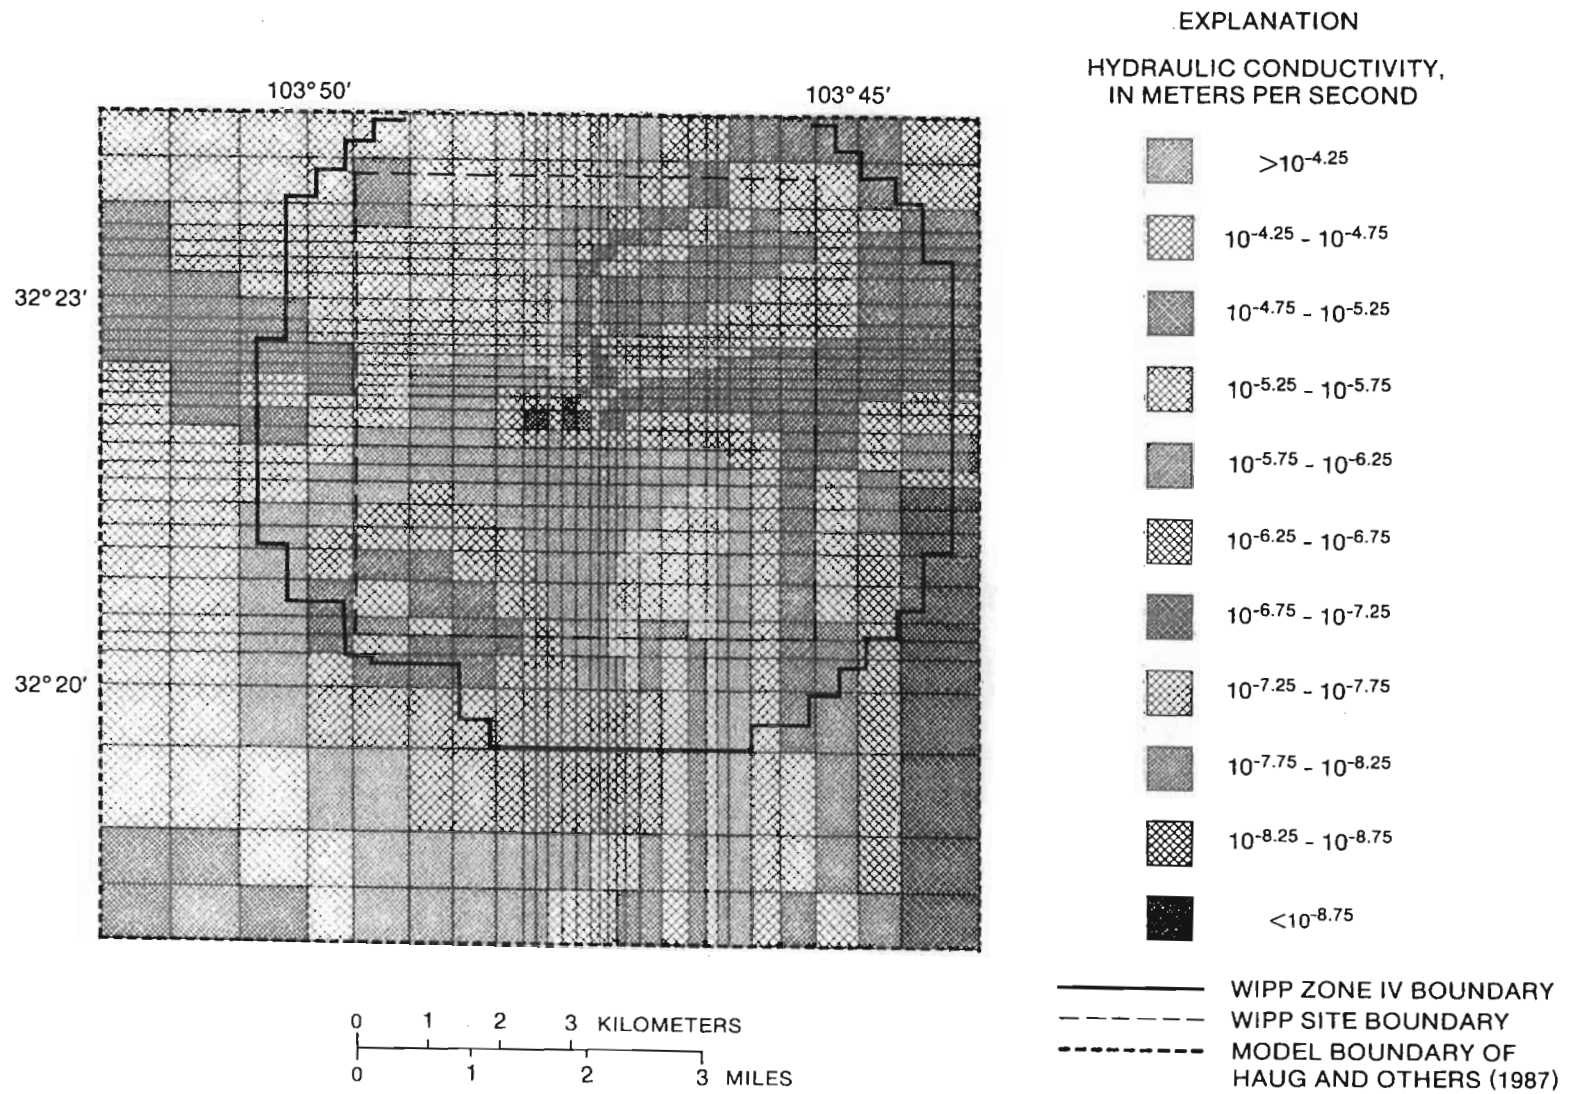 EXPLANATION
HYDRAULIC CONDUCTIVITY,
IN METERS PER SECOND
103°50′
103°45′
32°23′
32°20′
>10-4.25
10-4.25 - 10-4.75
10-4.75 - 10-5.25
10-5.25 - 10-5.75
10-5.75 - 10-6.25
10-6.25 - 10-6.75
10-6.75 - 10-7.25
10-7.25 - 10-7.75
10-7.75 - 10-8.25
10-8.25 - 10-8.75
<10-8.75
WIPP ZONE IV BOUNDARY
WIPP SITE BOUNDARY
MODEL BOUNDARY OF
HAUG AND OTHERS (1987)
0 1 2 3 KILOMETERS
0 1 2 3 MILES